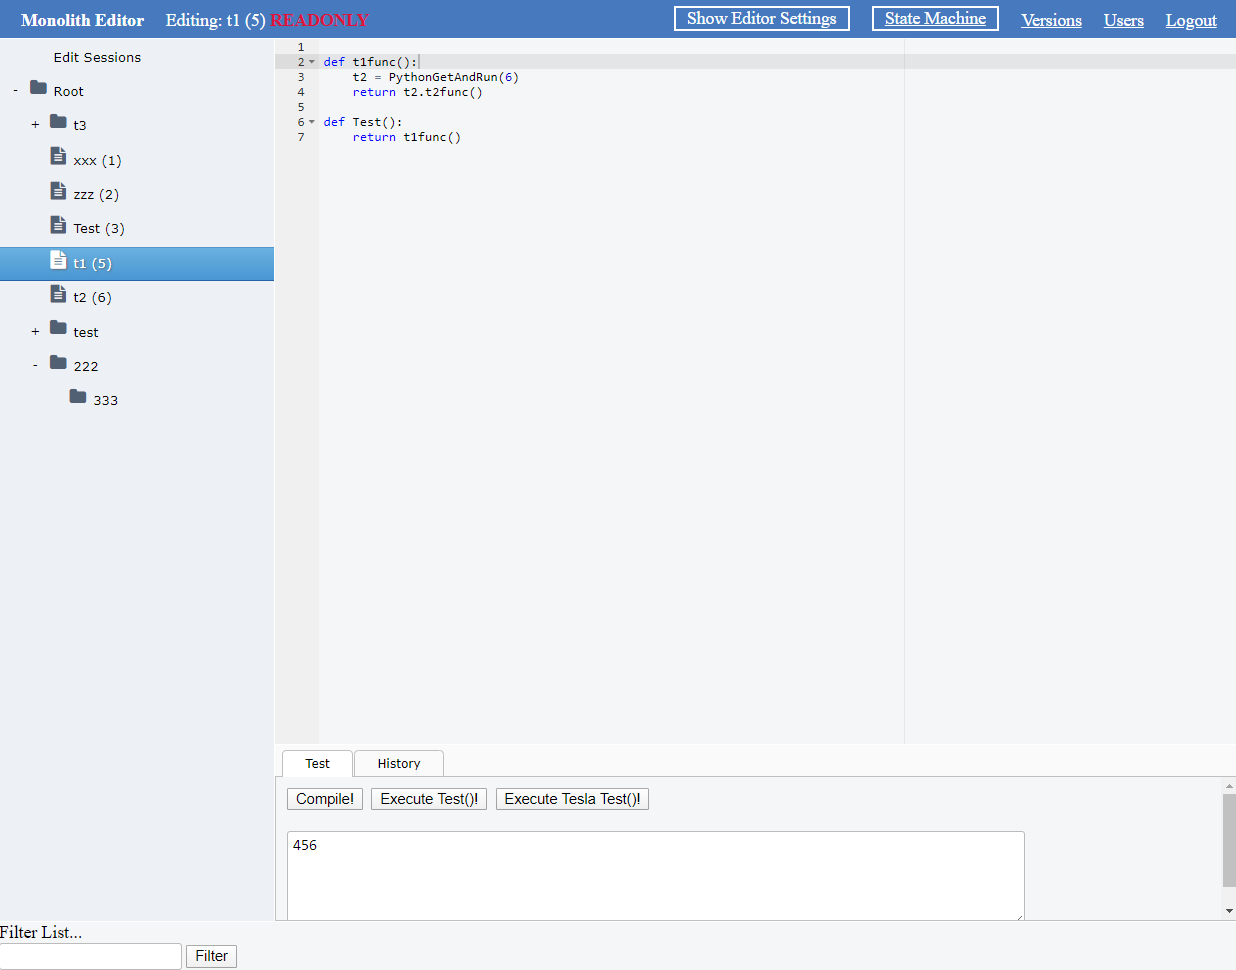 Monolith Editor Editing: t1 (5) READONLY Show Editor Settings State Machine Versions Users Logout
Edit Sessions
- Root
+ t3
xxx (1)
zzz (2)
Test (3)
t1 (5)
t2 (6)
+ test
- 222
333
1
2 def t1func():
3 t2 = PythonGetAndRun(6)
4 return t2.t2func()
5
6 def Test():
7 return t1func()
Test History
Compile! Execute Test()! Execute Tesla Test()!
456
Filter List...
Filter